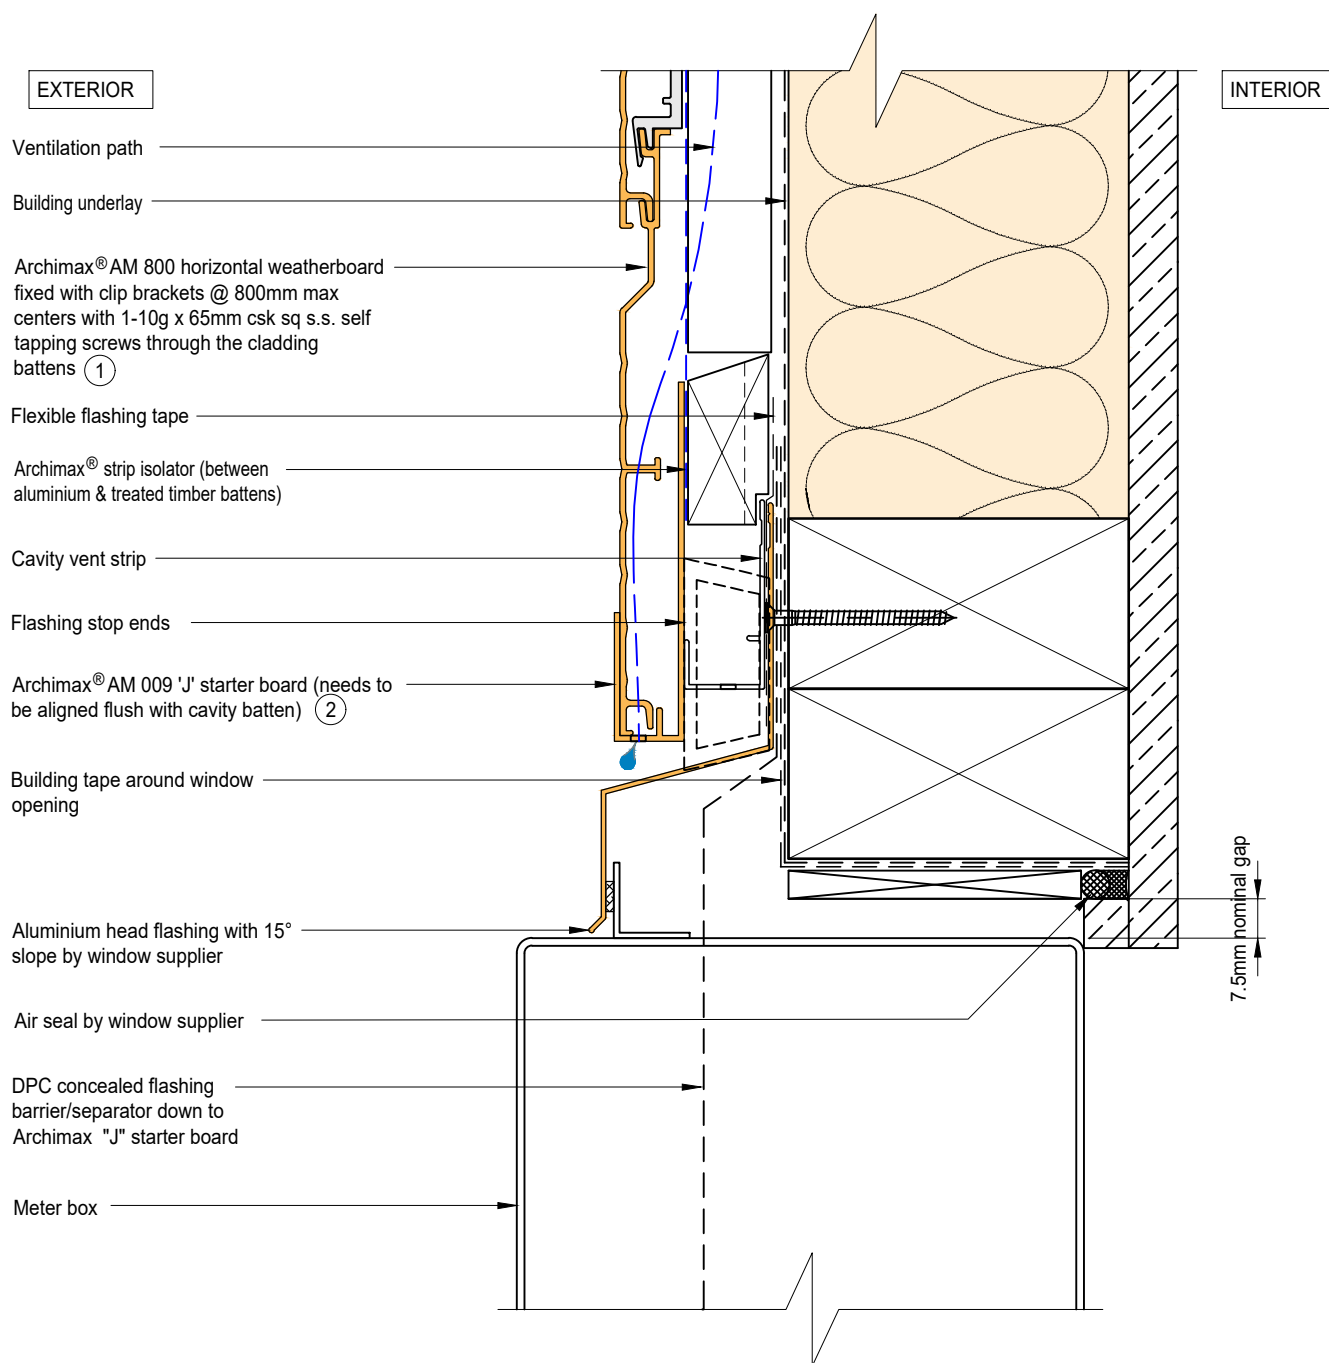 EXTERIOR
INTERIOR
Ventilation path
Building underlay
Archimax® AM 800 horizontal weatherboard
fixed with clip brackets @ 800mm max
centers with 1-10g x 65mm csk sq s.s. self
tapping screws through the cladding
battens 1
Flexible flashing tape
Archimax® strip isolator (between
aluminium & treated timber battens)
Cavity vent strip
Flashing stop ends
Archimax® AM 009 'J' starter board (needs to
be aligned flush with cavity batten) 2
Building tape around window
opening
Aluminium head flashing with 15°
slope by window supplier
7.5mm nominal gap
Air seal by window supplier
DPC concealed flashing
barrier/separator down to
Archimax "J" starter board
Meter box